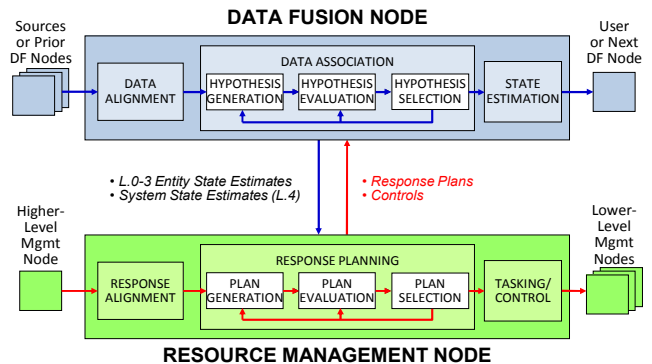 DATA FUSION NODE
Sources
or Prior
DF Nodes
User
or Next
DF Node
DATA ASSOCIATION
DATA
ALIGNMENT
HYPOTHESIS
GENERATION
HYPOTHESIS
EVALUATION
HYPOTHESIS
SELECTION
STATE
ESTIMATION
• L.0-3 Entity State Estimates
• System State Estimates (L.4)
• Response Plans
• Controls
Higher-
Level
Mgmt
Node
Lower-
Level
Mgmt
Nodes
RESPONSE PLANNING
RESPONSE
ALIGNMENT
PLAN
GENERATION
PLAN
EVALUATION
PLAN
SELECTION
TASKING/
CONTROL
RESOURCE MANAGEMENT NODE